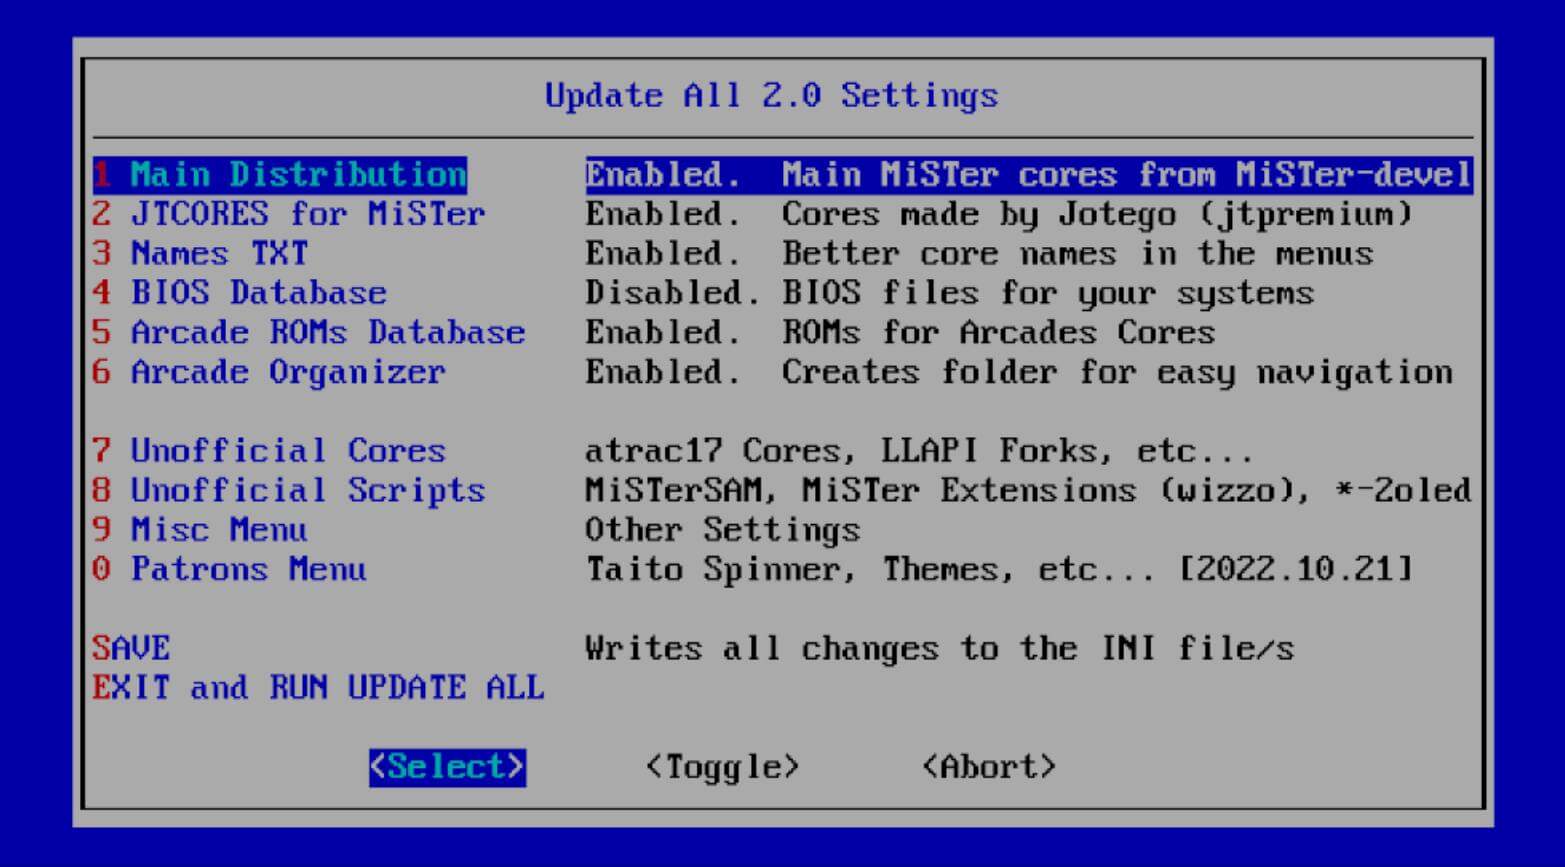 Update All 2.0 Settings
1 Main Distribution Enabled. Main MiSTer cores from MiSTer-devel
2 JTCORES for MiSTer Enabled. Cores made by Jotego (jtpremium)
3 Names TXT Enabled. Better core names in the menus
4 BIOS Database Disabled. BIOS files for your systems
5 Arcade ROMs Database Enabled. ROMs for Arcades Cores
6 Arcade Organizer Enabled. Creates folder for easy navigation
7 Unofficial Cores atrac17 Cores, LLAPI Forks, etc...
8 Unofficial Scripts MiSTerSAM, MiSTer Extensions (wizzo), *-2oled
9 Misc Menu Other Settings
0 Patrons Menu Taito Spinner, Themes, etc... [2022.10.21]
SAVE Writes all changes to the INI file/s
EXIT and RUN UPDATE ALL
<Select> <Toggle> <Abort>